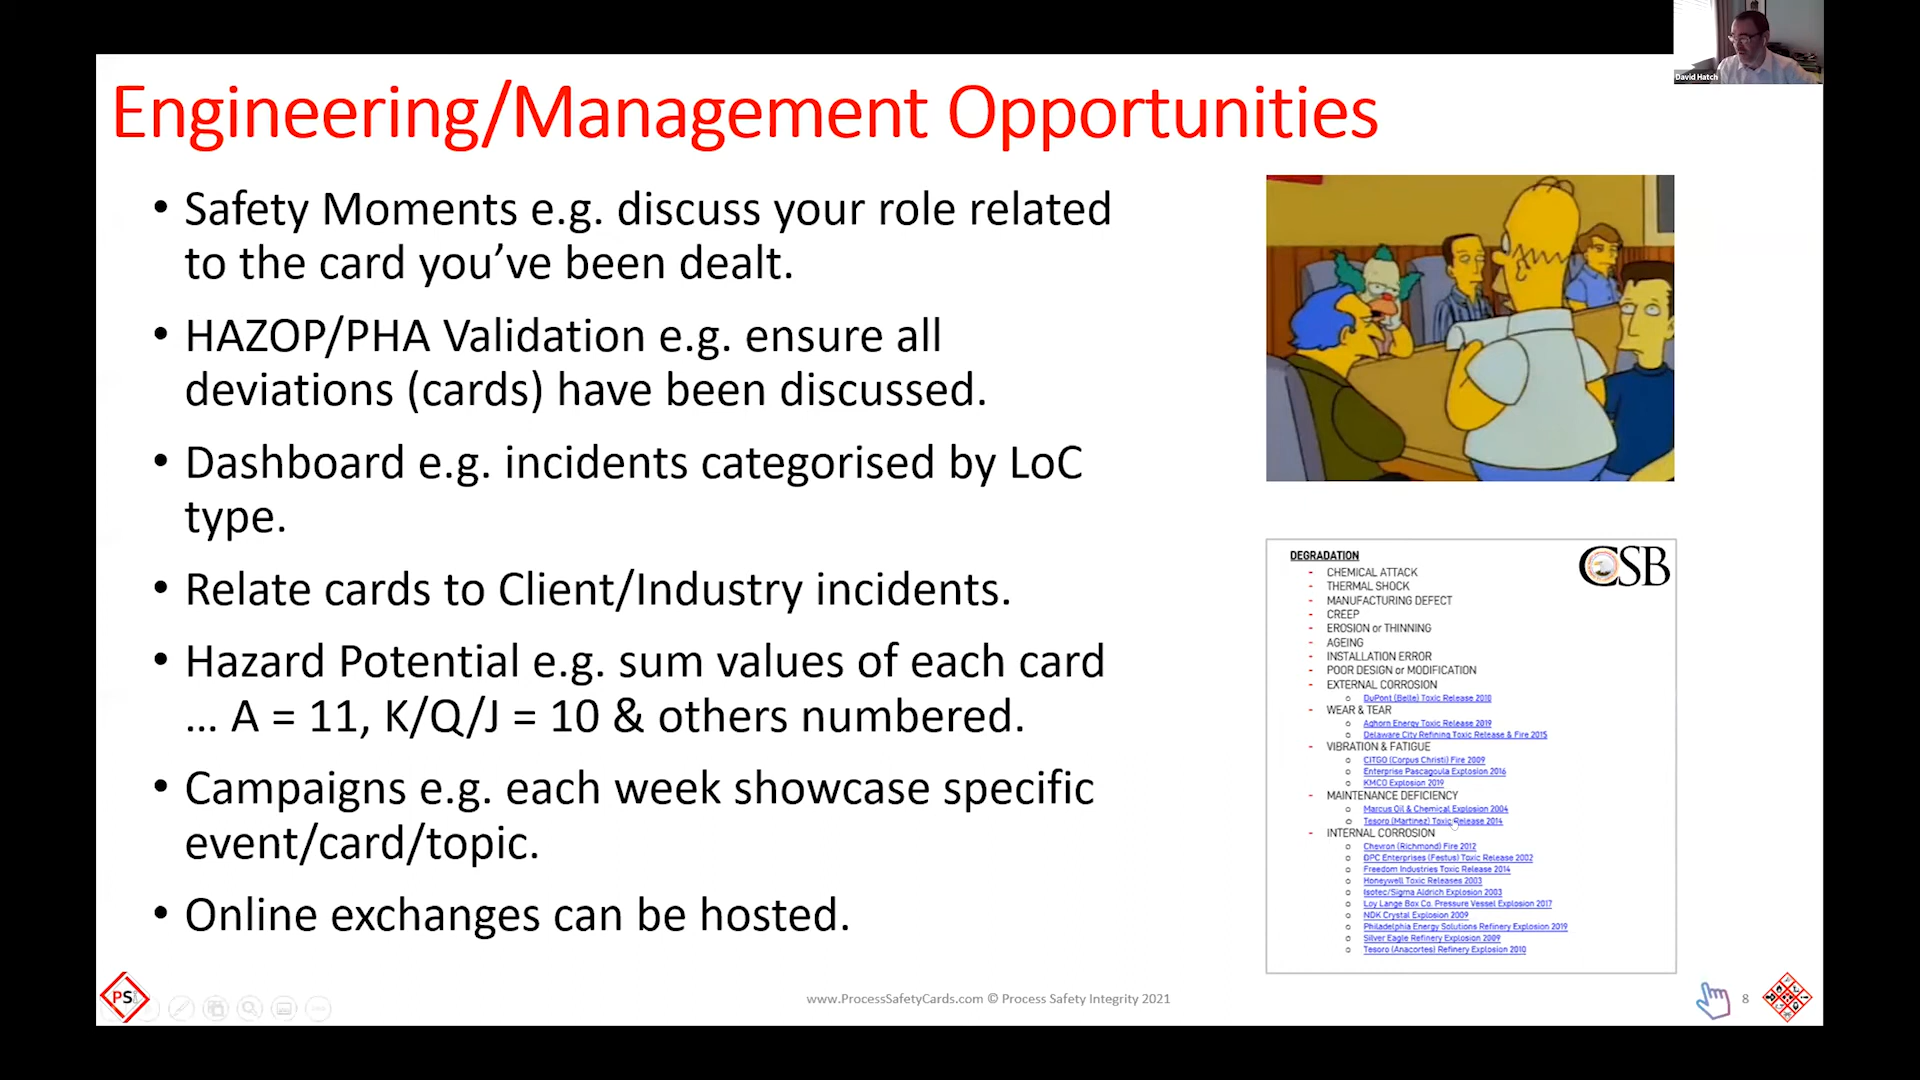 David Hatch
Engineering/Management Opportunities
• Safety Moments e.g. discuss your role related
to the card you’ve been dealt.
• HAZOP/PHA Validation e.g. ensure all
deviations (cards) have been discussed.
• Dashboard e.g. incidents categorised by LoC
type.
• Relate cards to Client/Industry incidents.
• Hazard Potential e.g. sum values of each card
... A = 11, K/Q/J = 10 & others numbered.
• Campaigns e.g. each week showcase specific
event/card/topic.
• Online exchanges can be hosted.
CSB
DEGRADATION
- CHEMICAL ATTACK
- THERMAL SHOCK
- MANUFACTURING DEFECT
- CREEP
- EROSION or THINNING
- AGEING
- INSTALLATION ERROR
- POOR DESIGN or MODIFICATION
- EXTERNAL CORROSION
o DuPont (Belle) Toxic Release 2010
- WEAR & TEAR
o Aghorn Energy Toxic Release 2019
o Delaware City Refining Toxic Release & Fire 2015
- VIBRATION & FATIGUE
o CITGO (Corpus Christi) Fire 2009
o Enterprise Pascagoula Explosion 2016
o KMCO Explosion 2019
- MAINTENANCE DEFICIENCY
o Marcus Oil & Chemical Explosion 2004
o Tesoro (Martinez) Toxic Release 2014
- INTERNAL CORROSION
o Chevron (Richmond) Fire 2012
o DPC Enterprises (Festus) Toxic Release 2002
o Freedom Industries Toxic Release 2014
o Honeywell Toxic Releases 2003
o Isotec/Sigma Aldrich Explosion 2003
o Loy Lange Box Co. Pressure Vessel Explosion 2017
o NDK Crystal Explosion 2009
o Philadelphia Energy Solutions Refinery Explosion 2019
o Silver Eagle Refinery Explosion 2009
o Tesoro (Anacortes) Refinery Explosion 2010
PSi
www.ProcessSafetyCards.com © Process Safety Integrity 2021
8